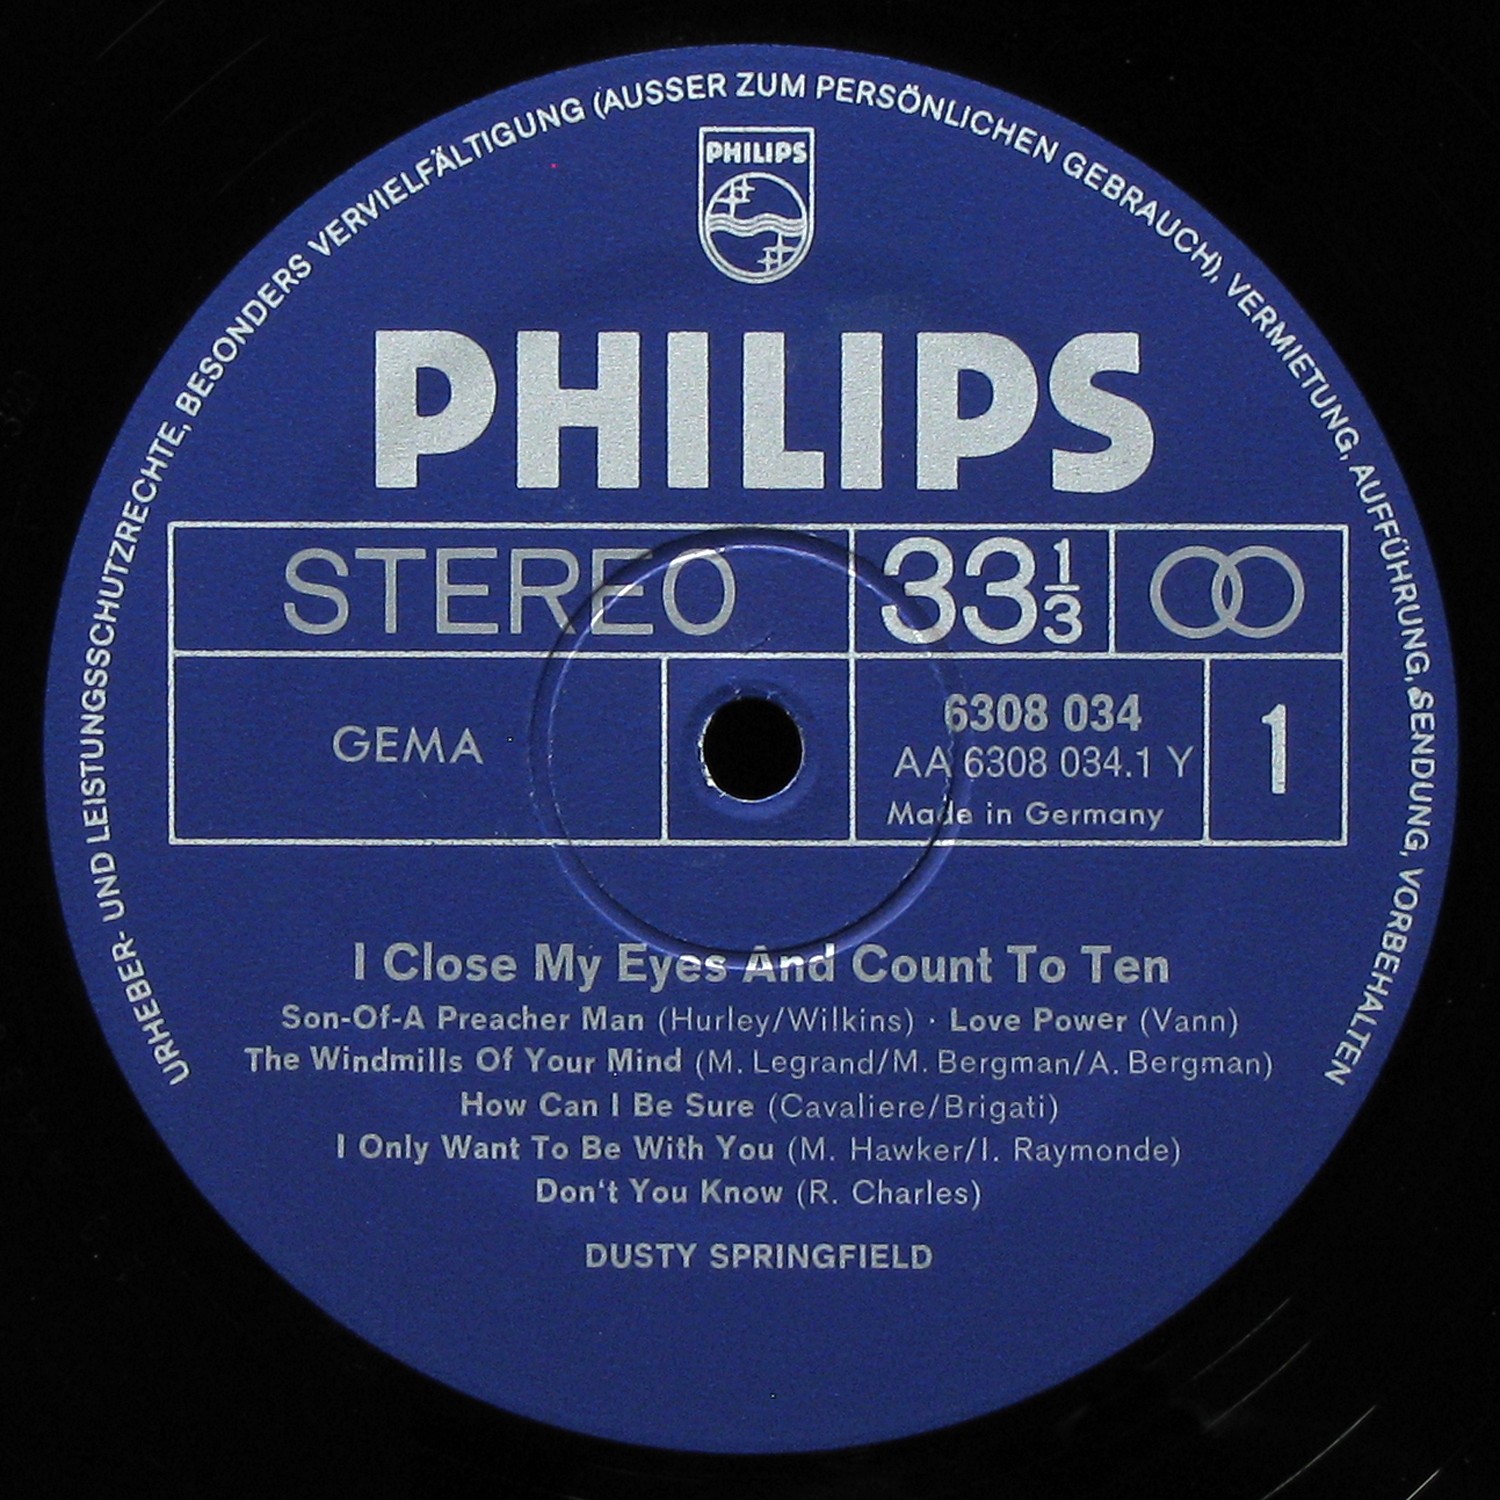 URHEBER- UND LEISTUNGSSCHUTZRECHTE, BESONDERS VERVIELFÄLTIGUNG (AUSSER ZUM PERSÖNLICHEN GEBRAUCH), VERMIETUNG, AUFFÜHRUNG, SENDUNG, VORBEHALTEN
PHILIPS
PHILIPS
STEREO 33 1/3
GEMA
6308 034
AA 6308 034.1 Y
Made in Germany
1
I Close My Eyes And Count To Ten
Son-Of-A Preacher Man (Hurley/Wilkins) · Love Power (Vann)
The Windmills Of Your Mind (M. Legrand/M. Bergman/A. Bergman)
How Can I Be Sure (Cavaliere/Brigati)
I Only Want To Be With You (M. Hawker/I. Raymonde)
Don't You Know (R. Charles)
DUSTY SPRINGFIELD